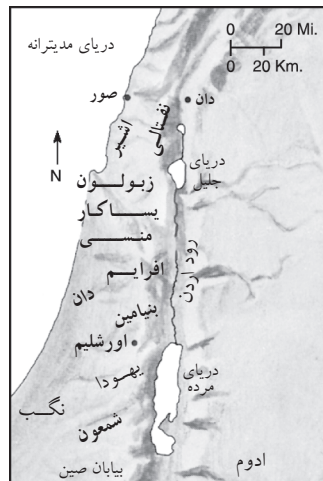 دریای مدیترانه
0 20 Mi.
0 20 Km.
صور
دان
اشیر
نفتالی
N
دریای
جلیل
زبولون
یساکار
منسی
رود اردن
افرایم
دان
بنیامین
اورشلیم
یهودا
دریای
مرده
نگب
شمعون
ادوم
بیابان صین